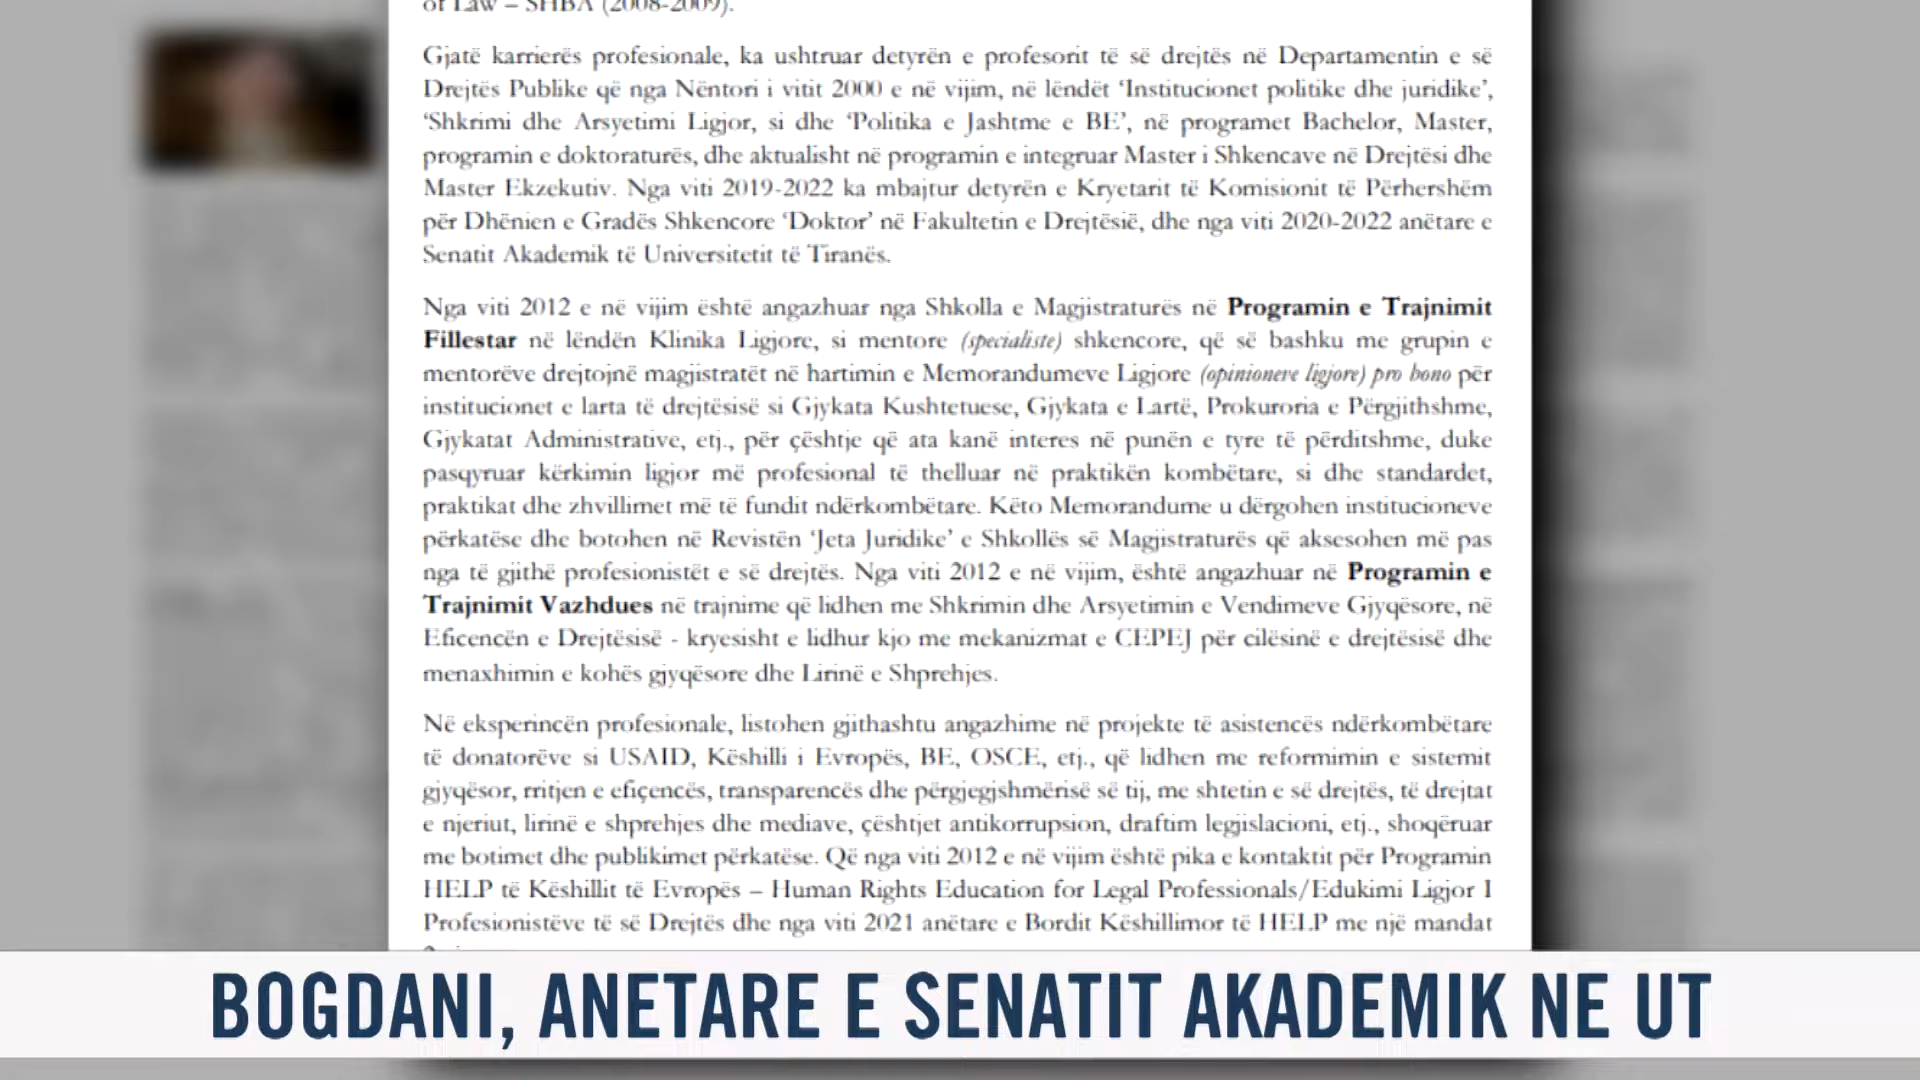 of Law – SHBA (2008-2009).
Gjatë karrierës profesionale, ka ushtruar detyrën e profesorit të së drejtës në Departamentin e së
Drejtës Publike që nga Nëntori i vitit 2000 e në vijim, në lëndët ‘Institucionet politike dhe juridike’,
‘Shkrimi dhe Arsyetimi Ligjor, si dhe ‘Politika e Jashtme e BE’, në programet Bachelor, Master,
programin e doktoraturës, dhe aktualisht në programin e integruar Master i Shkencave në Drejtësi dhe
Master Ekzekutiv. Nga viti 2019-2022 ka mbajtur detyrën e Kryetarit të Komisionit të Përhershëm
për Dhënien e Gradës Shkencore ‘Doktor’ në Fakultetin e Drejtësië, dhe nga viti 2020-2022 anëtare e
Senatit Akademik të Universitetit të Tiranës.
Nga viti 2012 e në vijim është angazhuar nga Shkolla e Magjistraturës në Programin e Trajnimit
Fillestar në lëndën Klinika Ligjore, si mentore (specialiste) shkencore, që së bashku me grupin e
mentorëve drejtojnë magjistratët në hartimin e Memorandumeve Ligjore (opinionere ligjore) pro bono për
institucionet e larta të drejtësisë si Gjykata Kushtetuese, Gjykata e Lartë, Prokuroria e Përgjithshme,
Gjykatat Administrative, etj., për çështje që ata kanë interes në punën e tyre të përditshme, duke
pasqyruar kërkimin ligjor më profesional të thelluar në praktikën kombëtare, si dhe standardet,
praktikat dhe zhvillimet më të fundit ndërkombëtare. Këto Memorandume u dërgohen institucioneve
përkatëse dhe botohen në Revistën ‘Jeta Juridike’ e Shkollës së Magjistraturës që aksesohen më pas
nga të gjithë profesionistët e së drejtës. Nga viti 2012 e në vijim, është angazhuar në Programin e
Trajnimit Vazhdues në trajnime që lidhen me Shkrimin dhe Arsyetimin e Vendimeve Gjyqësore, në
Eficencën e Drejtësisë - kryesisht e lidhur kjo me mekanizmat e CEPEJ për cilësinë e drejtësisë dhe
menaxhimin e kohës gjyqësore dhe Lirinë e Shprehjes.
Në eksperincën profesionale, listohen gjithashtu angazhime në projekte të asistencës ndërkombëtare
të donatorëve si USAID, Këshilli i Evropës, BE, OSCE, etj., që lidhen me reformimin e sistemit
gjyqësor, rritjen e efiçencës, transparencës dhe përgjegjshmërisë së tij, me shtetin e së drejtës, të drejtat
e njeriut, lirinë e shprehjes dhe mediave, çështjet antikorrupsion, draftim legjislacioni, etj., shoqëruar
me botimet dhe publikimet përkatëse. Që nga viti 2012 e në vijim është pika e kontaktit për Programin
HELP të Këshillit të Evropës – Human Rights Education for Legal Professionals/Edukimi Ligjor I
Profesionistëve të së Drejtës dhe nga viti 2021 anëtare e Bordit Këshillimor të HELP me një mandat
BOGDANI, ANETARE E SENATIT AKADEMIK NE UT